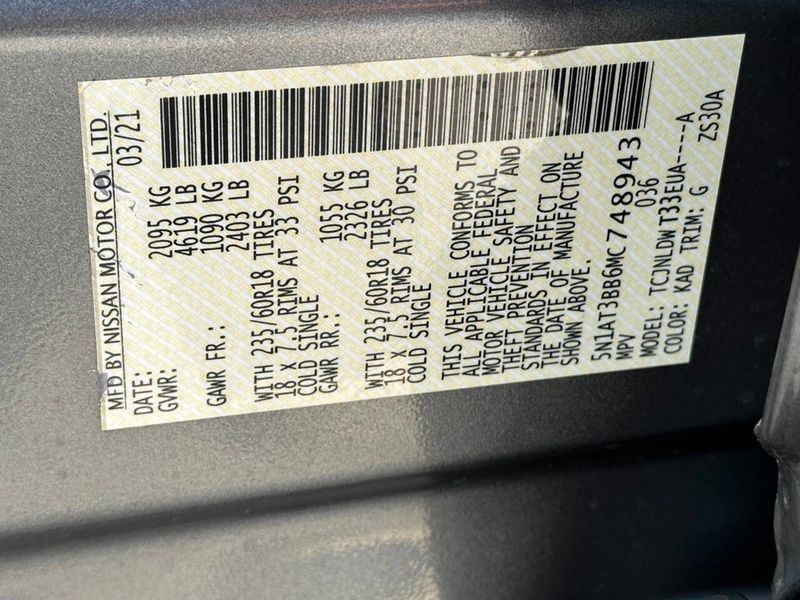 MFD BY NISSAN MOTOR CO., LTD.
DATE: 03/21
GVWR: 2095 KG
4619 LB
GAWR FR.: 1090 KG
2403 LB
WITH 235/60R18 TIRES
18 X 7.5 RIMS AT 33 PSI
COLD SINGLE
GAWR RR.: 1055 KG
2326 LB
WITH 235/60R18 TIRES
18 X 7.5 RIMS AT 30 PSI
COLD SINGLE
THIS VEHICLE CONFORMS TO
ALL APPLICABLE FEDERAL
MOTOR VEHICLE SAFETY AND
THEFT PREVENTION
STANDARDS IN EFFECT ON
THE DATE OF MANUFACTURE
SHOWN ABOVE.
5N1AT3BB6MC748943
MPV 036
MODEL: TCJNLDWT33EUA----A
COLOR: KAD TRIM: G ZS30A